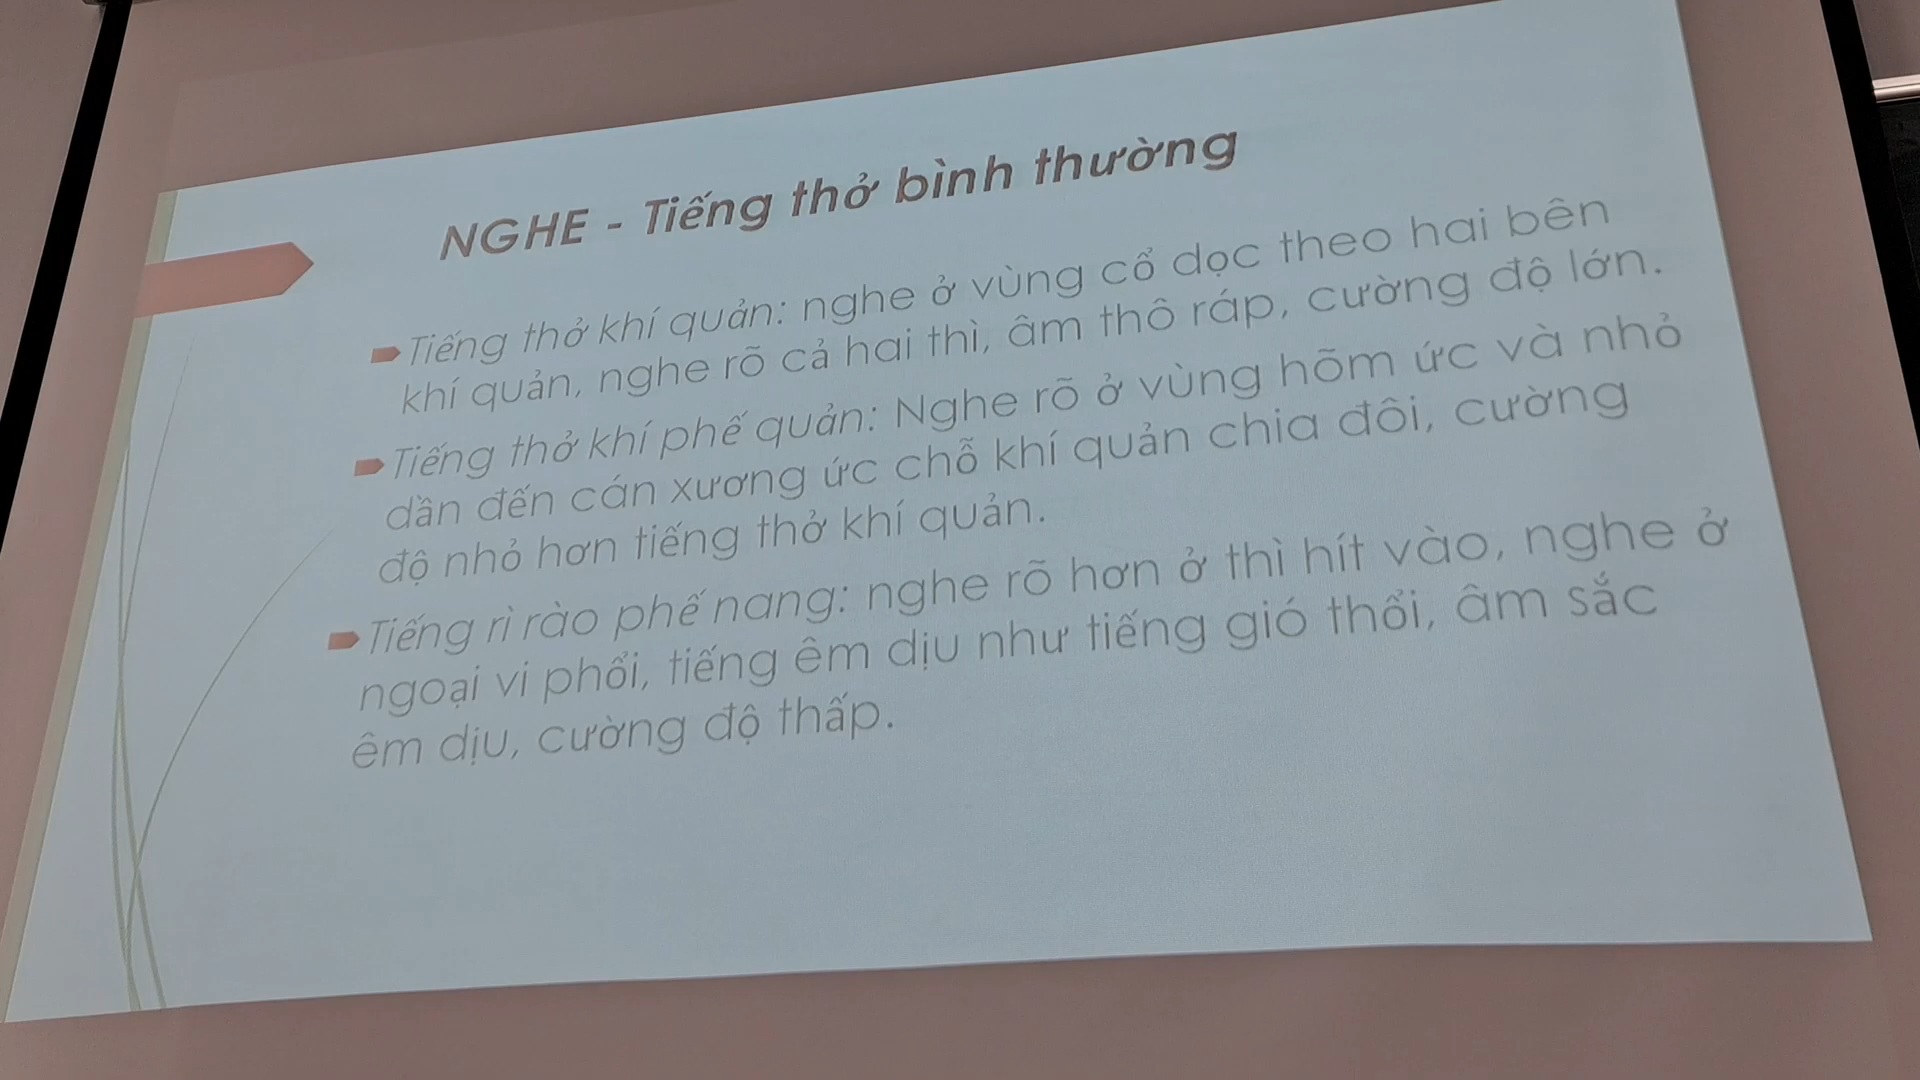 NGHE - Tiếng thở bình thường
Tiếng thở khí quản: nghe ở vùng cổ dọc theo hai bên
khí quản, nghe rõ cả hai thì, âm thô ráp, cường độ lớn.
Tiếng thở khí phế quản: Nghe rõ ở vùng hõm ức và nhỏ
dần đến cán xương ức chỗ khí quản chia đôi, cường
độ nhỏ hơn tiếng thở khí quản.
Tiếng rì rào phế nang: nghe rõ hơn ở thì hít vào, nghe ở
ngoại vi phổi, tiếng êm dịu như tiếng gió thổi, âm sắc
êm dịu, cường độ thấp.